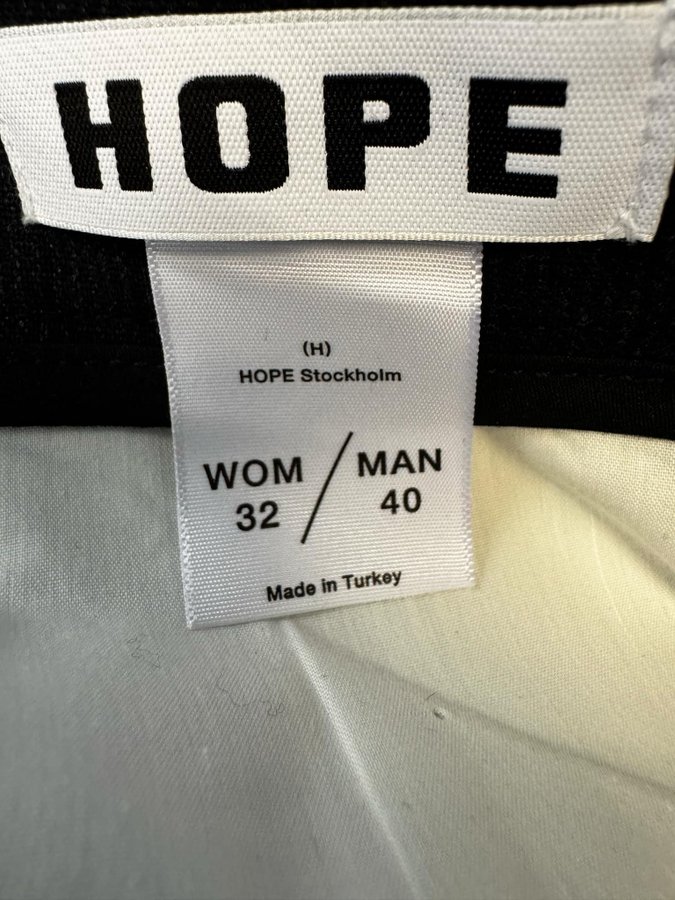 HOPE
(H)
HOPE Stockholm
WOM / MAN
32 40
Made in Turkey